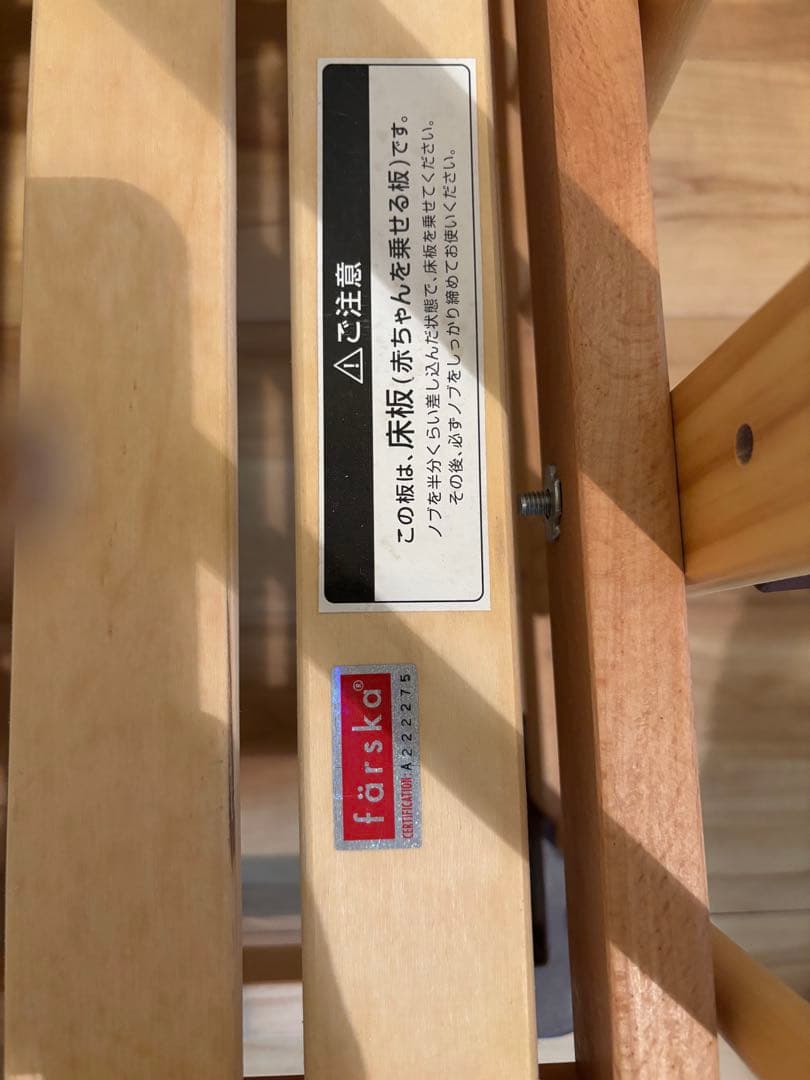 ⚠ご注意
この板は、床板(赤ちゃんを乗せる板)です。
ノブを半分くらい差し込んだ状態で、床板を乗せてください。
その後、必ずノブをしっかり締めてお使いください。
färska®
CERTIFICATION: A2222275